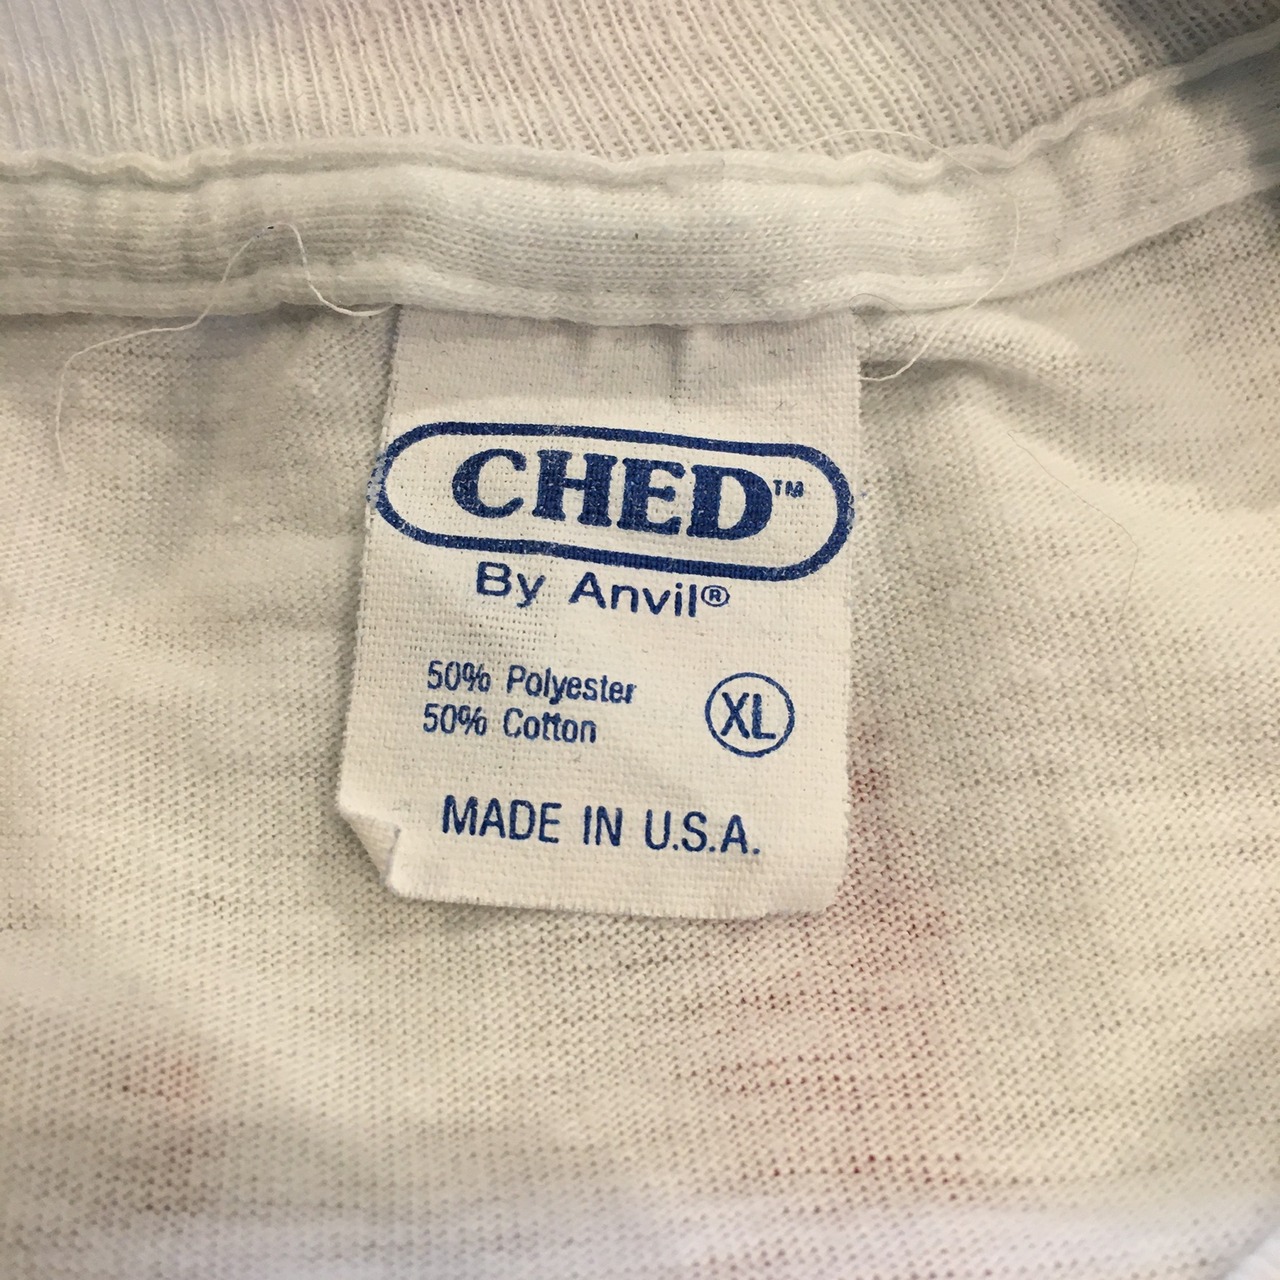 CHED™
By Anvil®
50% Polyester
50% Cotton
XL
MADE IN U.S.A.